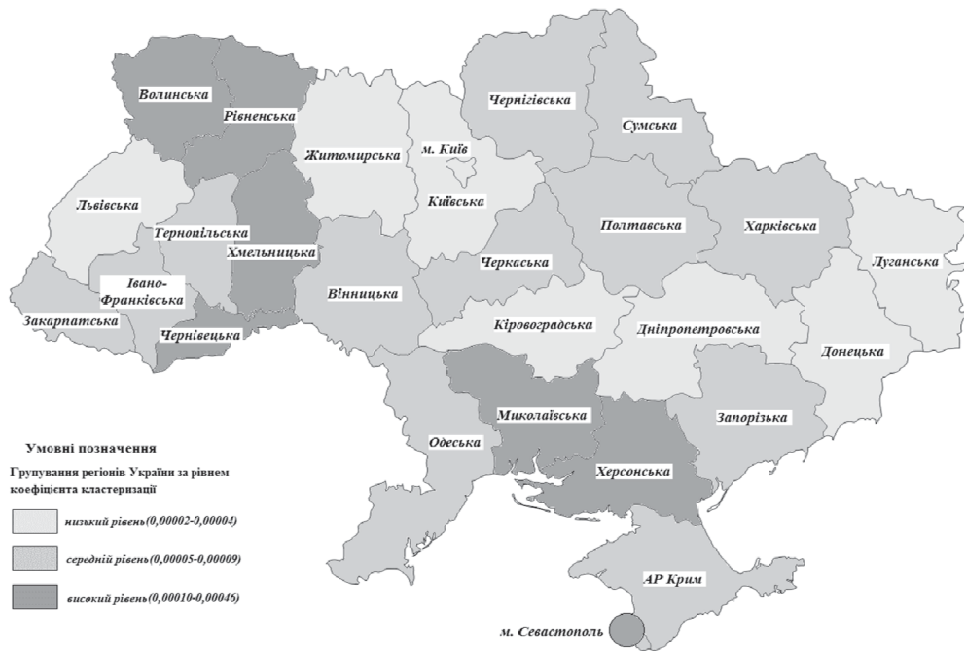 Волинська
Рівненська
Чернігівська
Сумська
Житомирська
м. Київ
Київська
Львівська
Тернопільська
Хмельницька
Полтавська
Харківська
Луганська
Черкаська
Вінницька
Івано-
Франківська
Закарпатська
Чернівецька
Кіровоградська
Дніпропетровська
Донецька
Миколаївська
Запорізька
Одеська
Херсонська
Умовні позначення
Групування регіонів України за рівнем
коефіцієнта кластеризації
низький рівень(0,00002-0,00004)
середній рівень(0,00005-0,00009)
високий рівень(0,00010-0,00046)
АР Крим
м. Севастополь